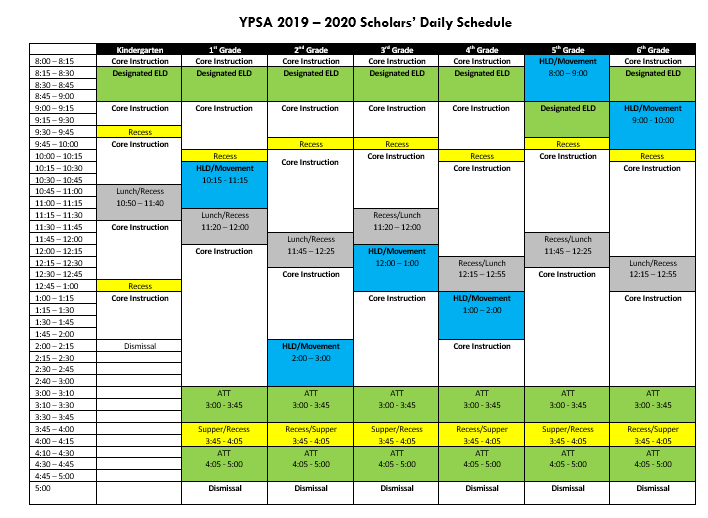 YPSA 2019 – 2020 Scholars' Daily Schedule
Kindergarten 1st Grade 2nd Grade 3rd Grade 4th Grade 5th Grade 6th Grade
8:00 – 8:15 Core Instruction Core Instruction Core Instruction Core Instruction Core Instruction HLD/Movement Core Instruction
8:15 – 8:30 Designated ELD Designated ELD Designated ELD Designated ELD Designated ELD 8:00 – 9:00 Designated ELD
8:30 – 8:45
8:45 – 9:00
9:00 – 9:15 Core Instruction Core Instruction Core Instruction Core Instruction Core Instruction Designated ELD HLD/Movement
9:15 – 9:30 9:00 - 10:00
9:30 – 9:45 Recess
9:45 – 10:00 Core Instruction Recess Recess Recess
10:00 – 10:15 Recess Core Instruction Core Instruction Recess Core Instruction Recess
10:15 – 10:30 HLD/Movement Core Instruction Core Instruction
10:30 – 10:45 10:15 - 11:15
10:45 – 11:00 Lunch/Recess
11:00 – 11:15 10:50 – 11:40
11:15 – 11:30 Lunch/Recess Recess/Lunch
11:30 – 11:45 Core Instruction 11:20 – 12:00 11:20 – 12:00
11:45 – 12:00 Lunch/Recess Recess/Lunch
12:00 – 12:15 Core Instruction 11:45 – 12:25 HLD/Movement 11:45 – 12:25
12:15 – 12:30 12:00 – 1:00 Recess/Lunch Lunch/Recess
12:30 – 12:45 Core Instruction 12:15 – 12:55 Core Instruction 12:15 – 12:55
12:45 – 1:00 Recess
1:00 – 1:15 Core Instruction Core Instruction HLD/Movement Core Instruction
1:15 – 1:30 1:00 - 2:00
1:30 – 1:45
1:45 – 2:00
2:00 – 2:15 Dismissal HLD/Movement Core Instruction
2:15 – 2:30 2:00 – 3:00
2:30 – 2:45
2:40 – 3:00
3:00 – 3:10 ATT ATT ATT ATT ATT ATT
3:10 – 3:30 3:00 - 3:45 3:00 - 3:45 3:00 - 3:45 3:00 - 3:45 3:00 - 3:45 3:00 - 3:45
3:30 – 3:45
3:45 – 4:00 Supper/Recess Recess/Supper Supper/Recess Recess/Supper Supper/Recess Recess/Supper
4:00 – 4:15 3:45 - 4:05 3:45 - 4:05 3:45 - 4:05 3:45 - 4:05 3:45 - 4:05 3:45 - 4:05
4:10 – 4:30 ATT ATT ATT ATT ATT ATT
4:30 – 4:45 4:05 - 5:00 4:05 - 5:00 4:05 - 5:00 4:05 - 5:00 4:05 - 5:00 4:05 - 5:00
4:45 – 5:00
5:00 Dismissal Dismissal Dismissal Dismissal Dismissal Dismissal